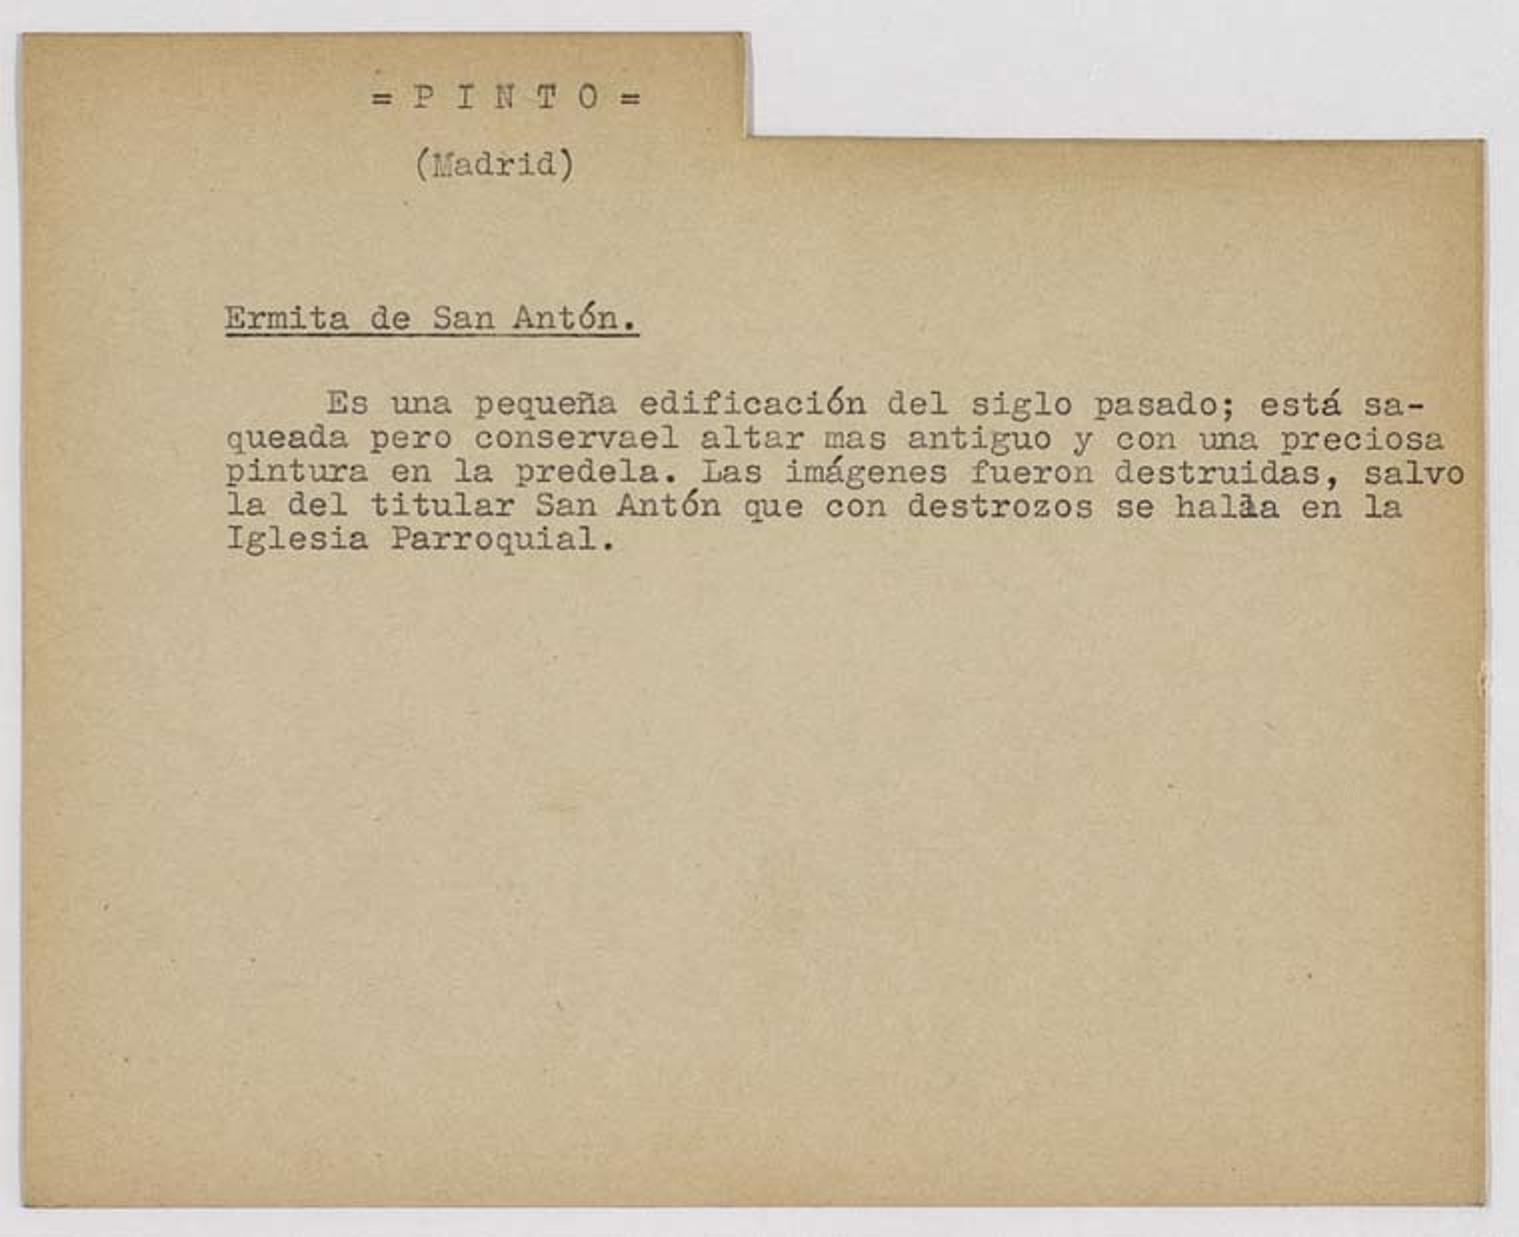 = P I N T O =
(Madrid)
Ermita de San Antón.
Es una pequeña edificación del siglo pasado; está sa-
queada pero conservael altar mas antiguo y con una preciosa
pintura en la predela. Las imágenes fueron destruidas, salvo
la del titular San Antón que con destrozos se halla en la
Iglesia Parroquial.